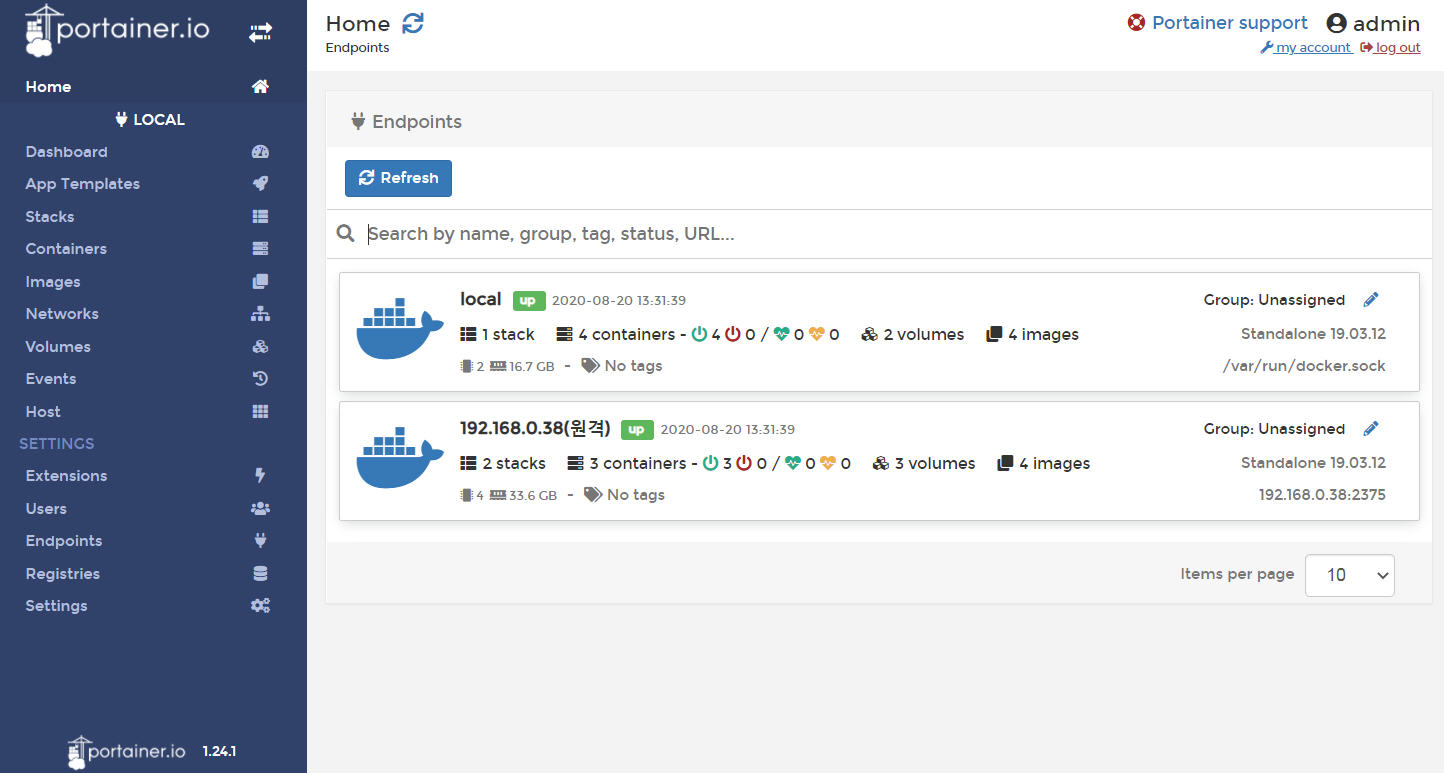 portainer.io
Home
LOCAL
Dashboard
App Templates
Stacks
Containers
Images
Networks
Volumes
Events
Host
SETTINGS
Extensions
Users
Endpoints
Registries
Settings
portainer.io 1.24.1
Home
Endpoints
Portainer support admin
my account log out
Endpoints
Refresh
Search by name, group, tag, status, URL...
local up 2020-08-20 13:31:39 Group: Unassigned
1 stack 4 containers - 4 0 / 0 0 2 volumes 4 images Standalone 19.03.12
2 16.7 GB - No tags /var/run/docker.sock
192.168.0.38(원격) up 2020-08-20 13:31:39 Group: Unassigned
2 stacks 3 containers - 3 0 / 0 0 3 volumes 4 images Standalone 19.03.12
4 33.6 GB - No tags 192.168.0.38:2375
Items per page 10